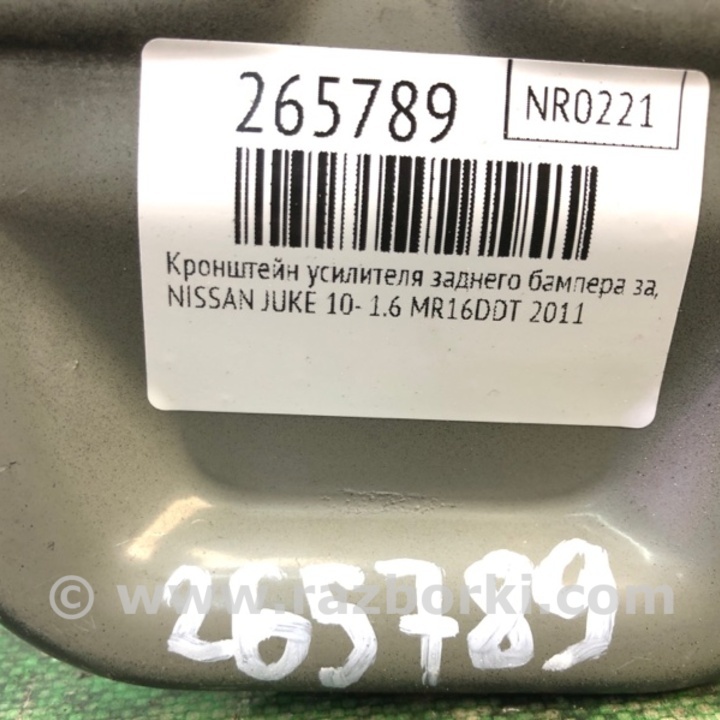 265789
NR0221
Кронштейн усилителя заднего бампера за,
NISSAN JUKE 10- 1.6 MR16DDT 2011
© www.razborki.com
265789